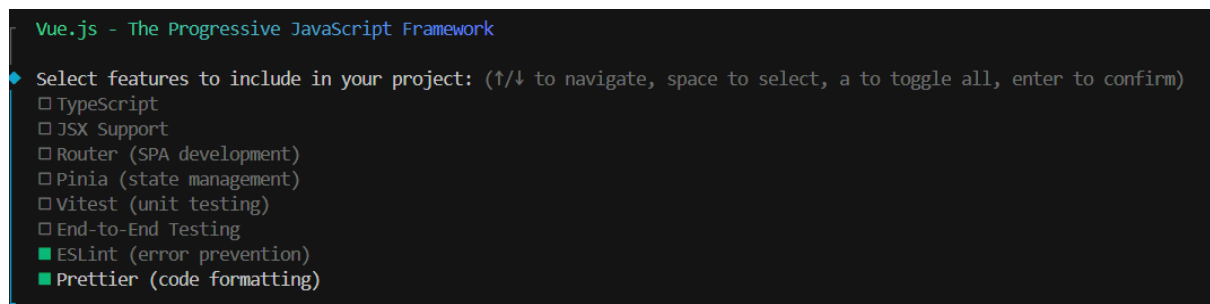 Vue.js - The Progressive JavaScript Framework
Select features to include in your project: (↑/↓ to navigate, space to select, a to toggle all, enter to confirm)
TypeScript
JSX Support
Router (SPA development)
Pinia (state management)
Vitest (unit testing)
End-to-End Testing
ESLint (error prevention)
Prettier (code formatting)